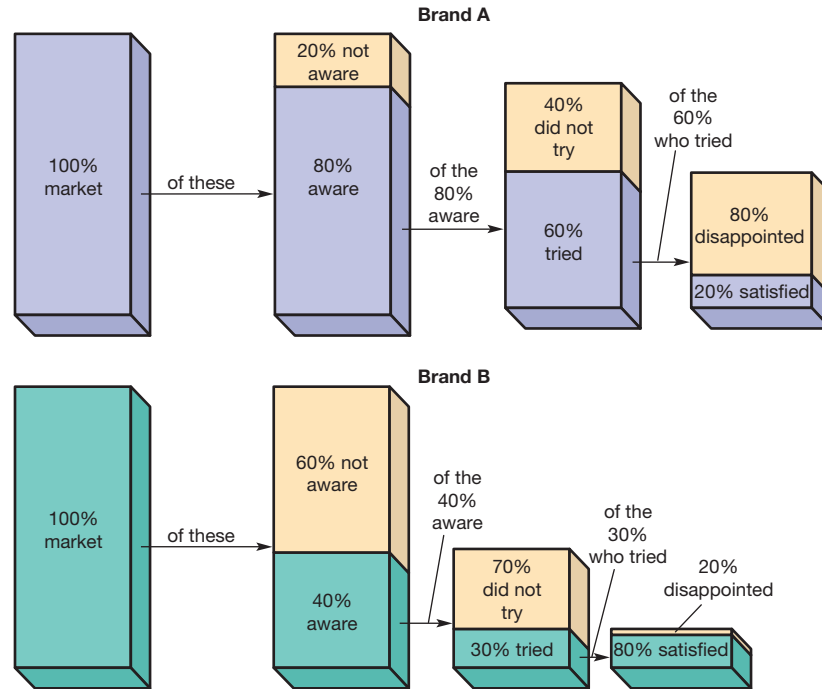 Brand A
100%
market
of these
20% not
aware
80%
aware
of the
80%
aware
40%
did not
try
60%
tried
of the
60%
who tried
80%
disappointed
20% satisfied
Brand B
100%
market
of these
60% not
aware
40%
aware
of the
40%
aware
70%
did not
try
30% tried
of the
30%
who tried
20%
disappointed
80% satisfied